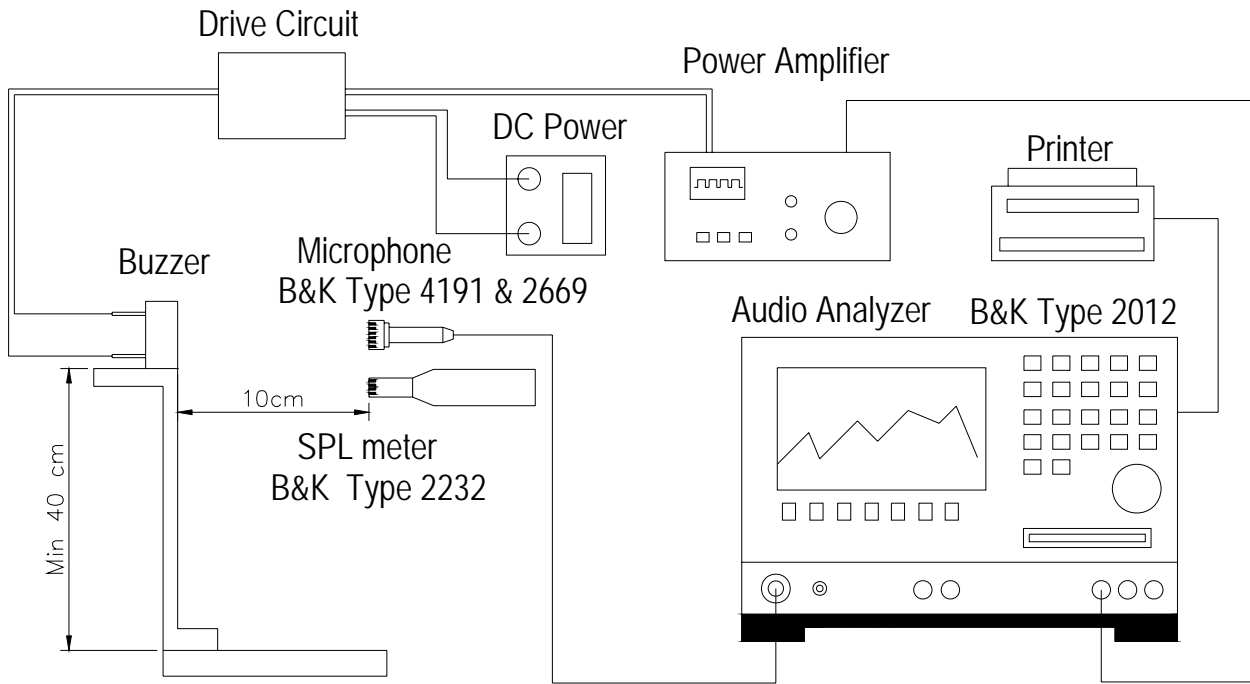 Drive Circuit
Power Amplifier
DC Power
Printer
Buzzer
Microphone
B&K Type 4191 & 2669
Audio Analyzer
B&K Type 2012
10cm
SPL meter
B&K Type 2232
Min 40 cm